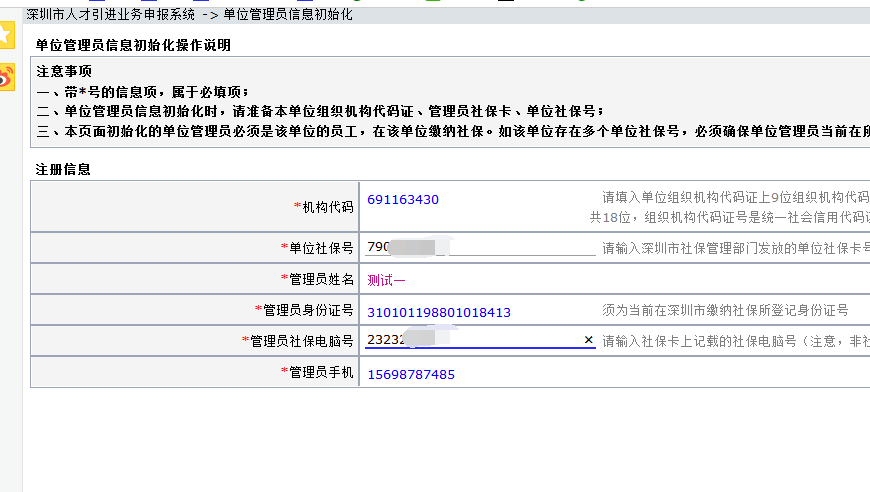 深圳市人才引进业务申报系统 -> 单位管理员信息初始化
单位管理员信息初始化操作说明
注意事项
一、带*号的信息项，属于必填项；
二、单位管理员信息初始化时，请准备本单位组织机构代码证、管理员社保卡、单位社保号；
三、本页面初始化的单位管理员必须是该单位的员工，在该单位缴纳社保。如该单位存在多个单位社保号，必须确保单位管理员当前在
注册信息
*机构代码 691163430 请填入单位组织机构代码证上9位组织机构代码
共18位，组织机构代码证号是统一社会信用代码
*单位社保号 790 请输入深圳市社保管理部门发放的单位社保卡号
*管理员姓名 测试一
*管理员身份证号 310101198801018413 须为当前在深圳市缴纳社保所登记身份证号
*管理员社保电脑号 2323 × 请输入社保卡上记载的社保电脑号（注意，非社
*管理员手机 15698787485